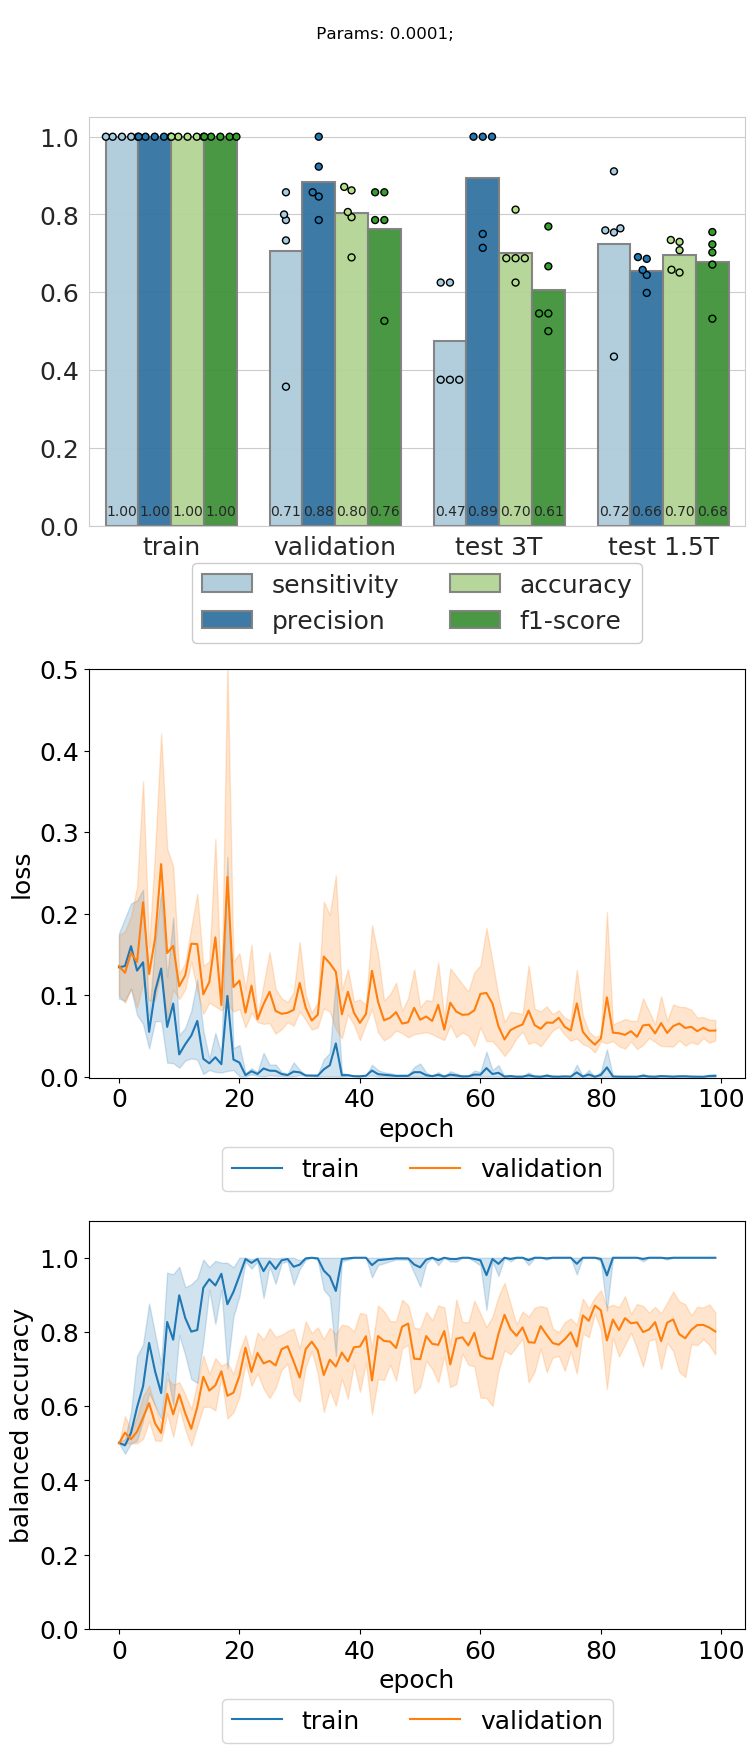 Params: 0.0001;
1.0
0.8
0.6
0.4
0.2
0.0
1.00 1.00 1.00 1.00 0.71 0.88 0.80 0.76 0.47 0.89 0.70 0.61 0.72 0.66 0.70 0.68
train validation test 3T test 1.5T
sensitivity accuracy
precision f1-score
0.5
0.4
0.3
0.2
0.1
0.0
loss
0 20 40 60 80 100
epoch
train validation
1.0
0.8
0.6
0.4
0.2
0.0
balanced accuracy
0 20 40 60 80 100
epoch
train validation